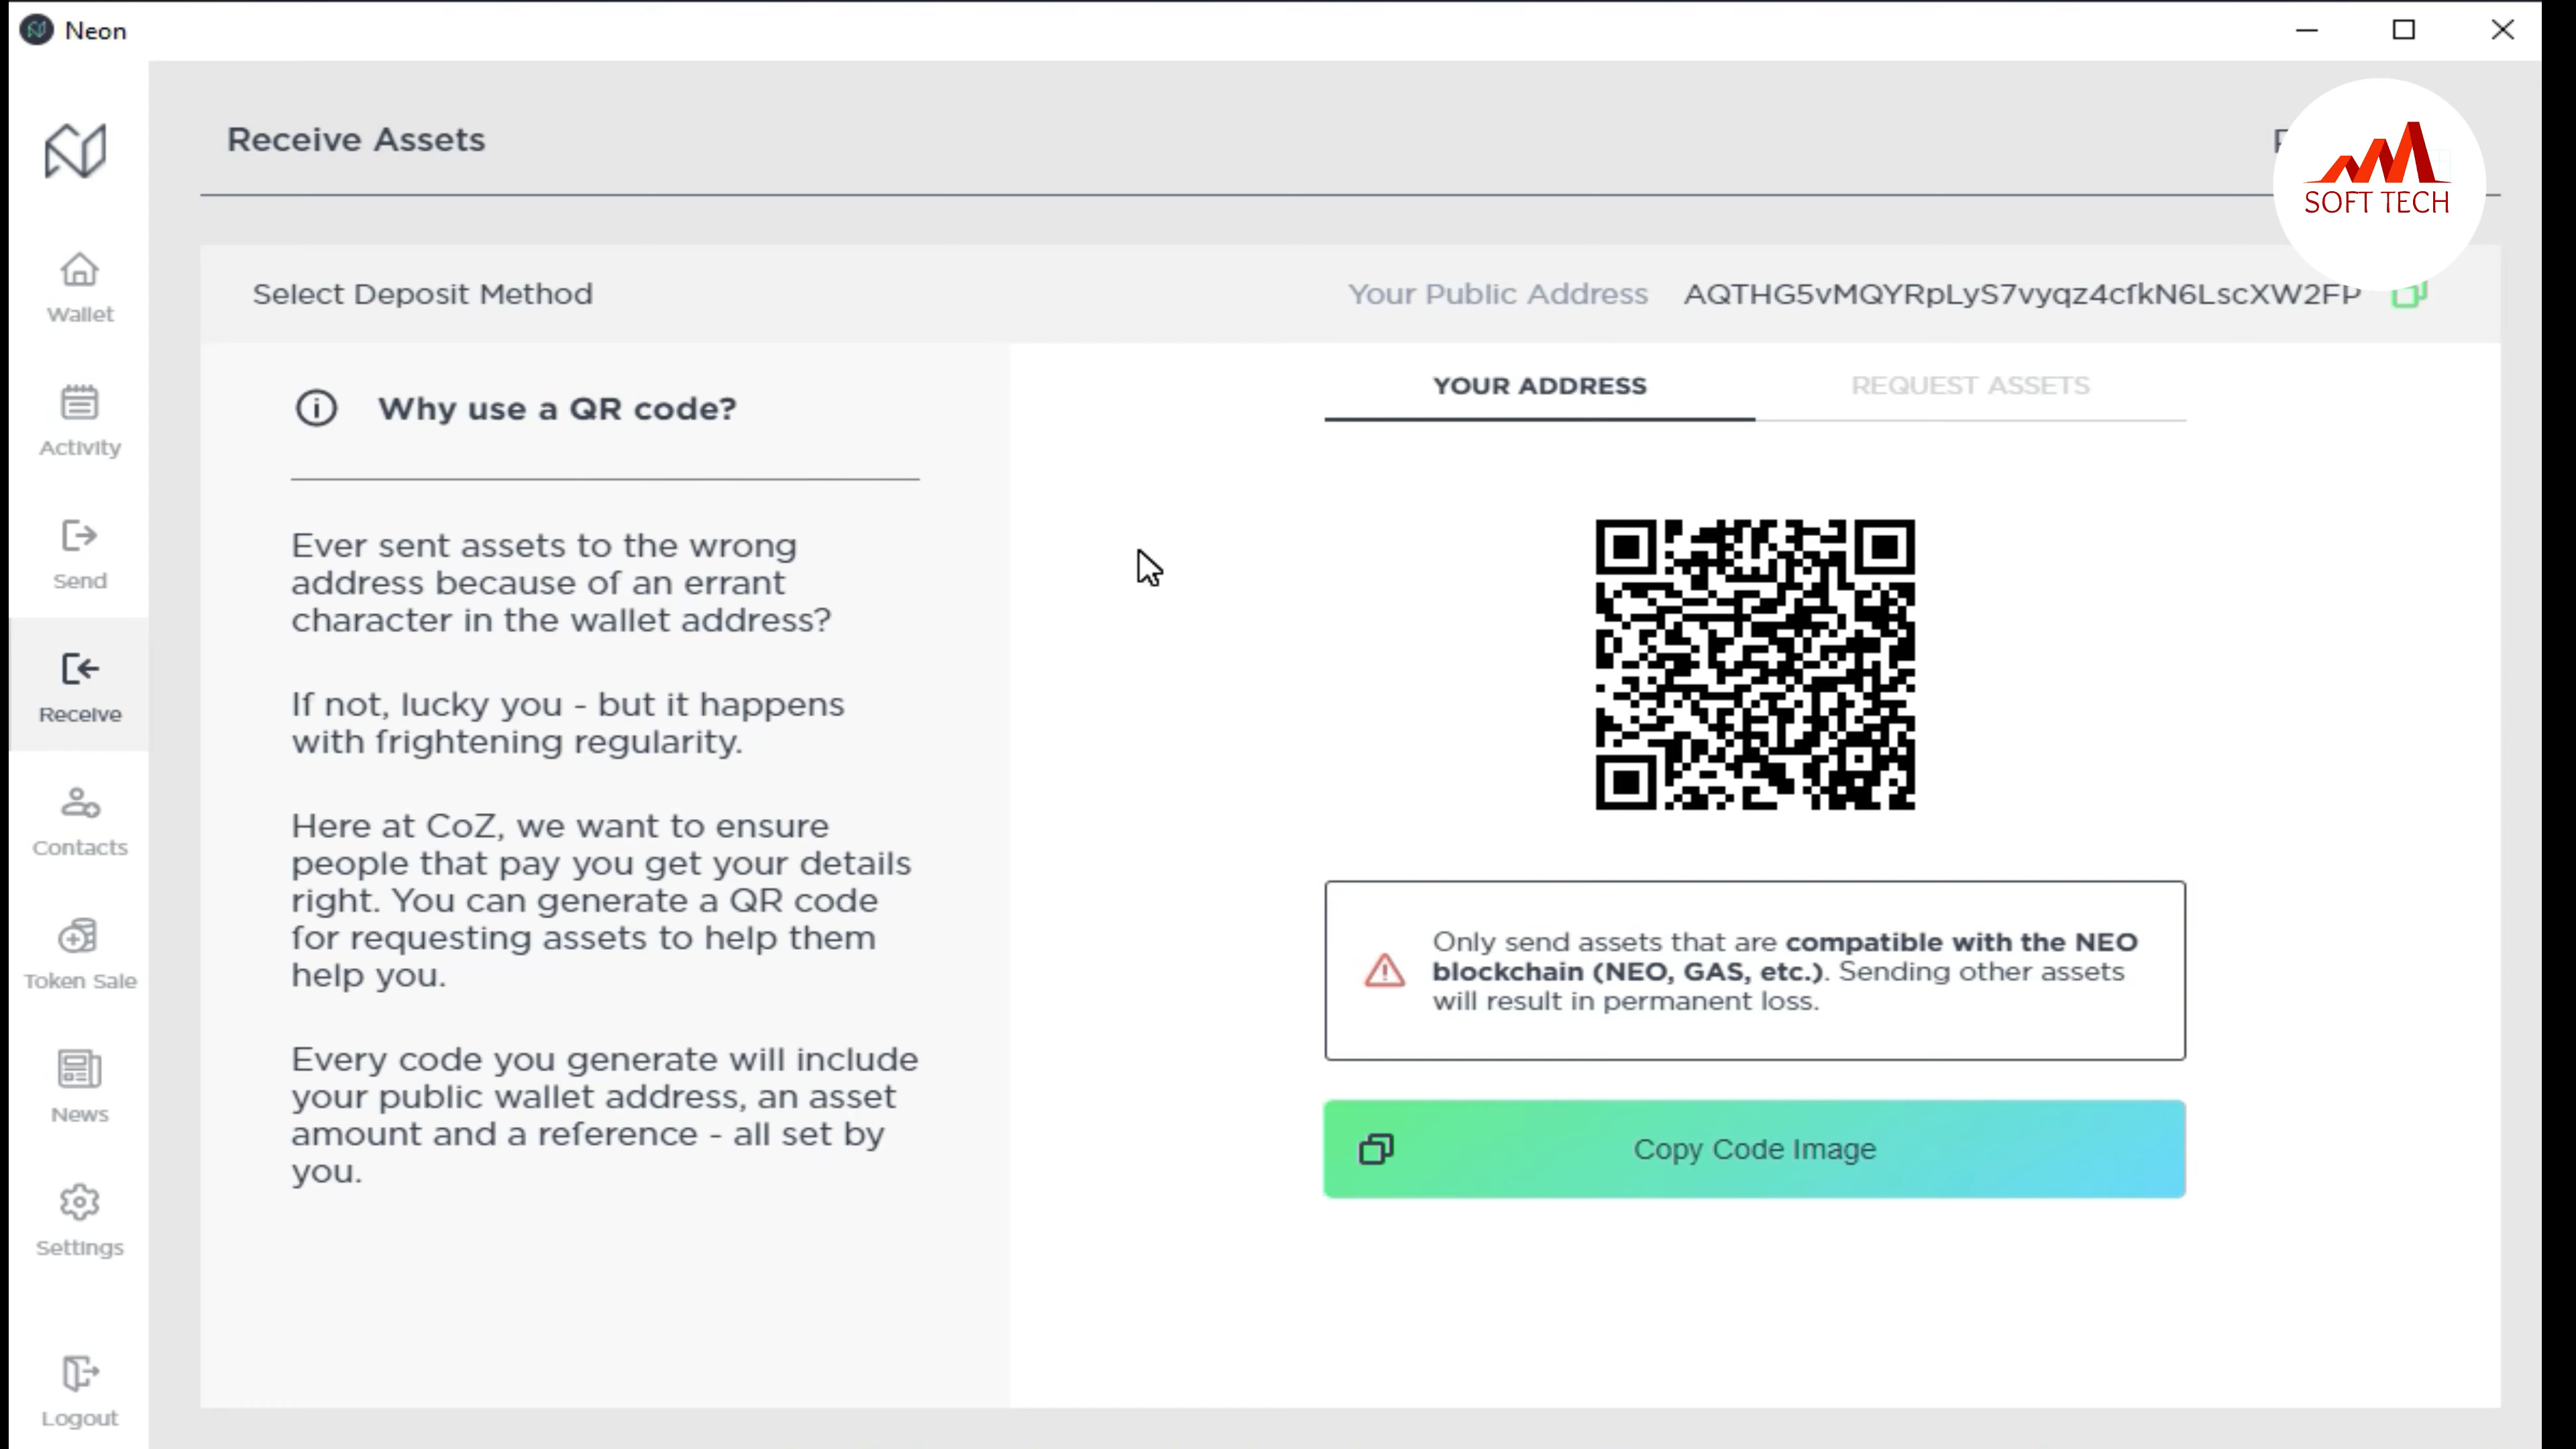 Neon
Receive Assets
SOFT TECH
Select Deposit Method
Your Public Address AQTHG5vMQYRpLyS7vyqz4cfkN6LscXW2FP
Wallet
Activity
Send
Receive
Contacts
Token Sale
News
Settings
Logout
Why use a QR code?
Ever sent assets to the wrong
address because of an errant
character in the wallet address?
If not, lucky you - but it happens
with frightening regularity.
Here at CoZ, we want to ensure
people that pay you get your details
right. You can generate a QR code
for requesting assets to help them
help you.
Every code you generate will include
your public wallet address, an asset
amount and a reference - all set by
you.
YOUR ADDRESS
REQUEST ASSETS
Only send assets that are compatible with the NEO
blockchain (NEO, GAS, etc.). Sending other assets
will result in permanent loss.
Copy Code Image